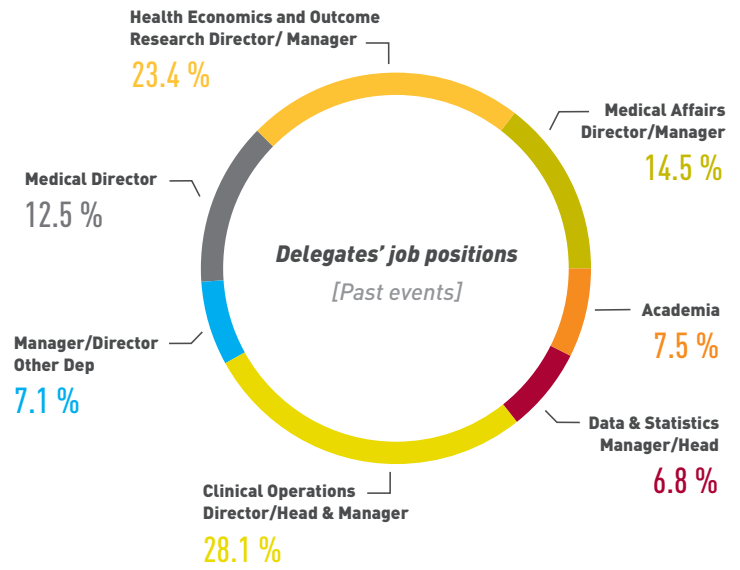 Health Economics and Outcome
Research Director/ Manager
23.4 %
Medical Affairs
Director/Manager
14.5 %
Medical Director
12.5 %
Delegates’ job positions
[Past events]
Academia
7.5 %
Manager/Director
Other Dep
7.1 %
Data & Statistics
Manager/Head
6.8 %
Clinical Operations
Director/Head & Manager
28.1 %